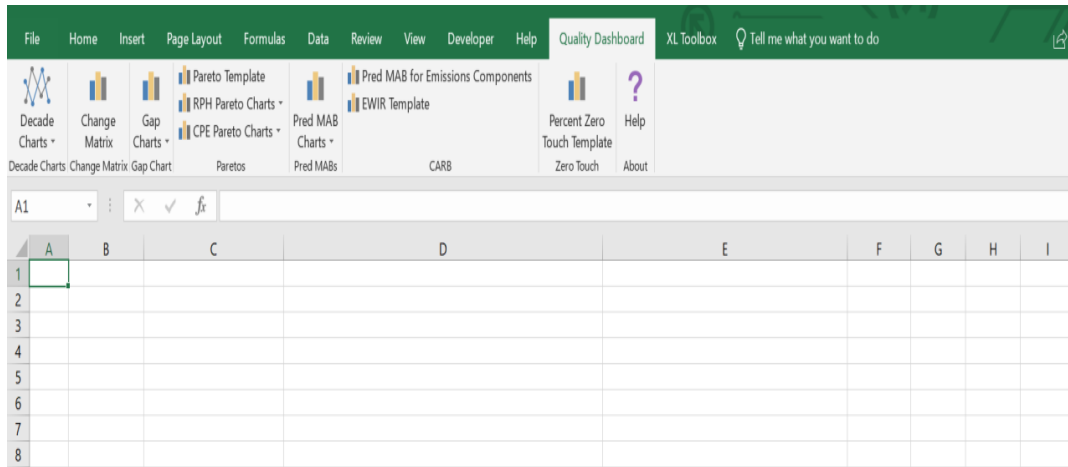 File Home Insert Page Layout Formulas Data Review View Developer Help Quality Dashboard XL Toolbox Tell me what you want to do
Decade Charts
Change Matrix
Gap Charts
Pareto Template
RPH Pareto Charts
CPE Pareto Charts
Pred MAB Charts
Pred MAB for Emissions Components
EWIR Template
Percent Zero Touch Template
Help
Decade Charts Change Matrix Gap Chart Paretos Pred MABs CARB Zero Touch About
A1 fx
A B C D E F G H I
1
2
3
4
5
6
7
8